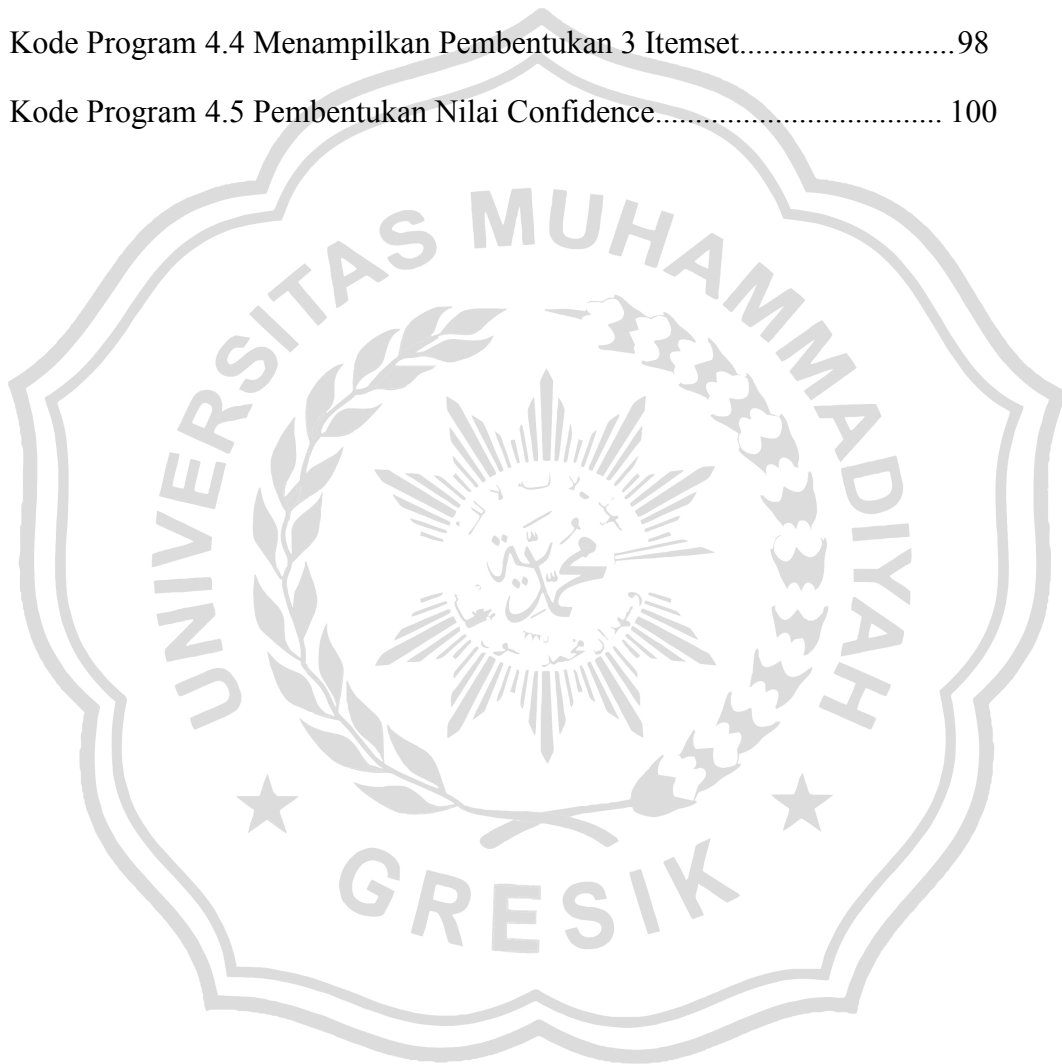 Kode Program 4.4 Menampilkan Pembentukan 3 Itemset...........................98
Kode Program 4.5 Pembentukan Nilai Confidence................................... 100
UNIVERSITAS MUHAMMADIYAH
GRESIK